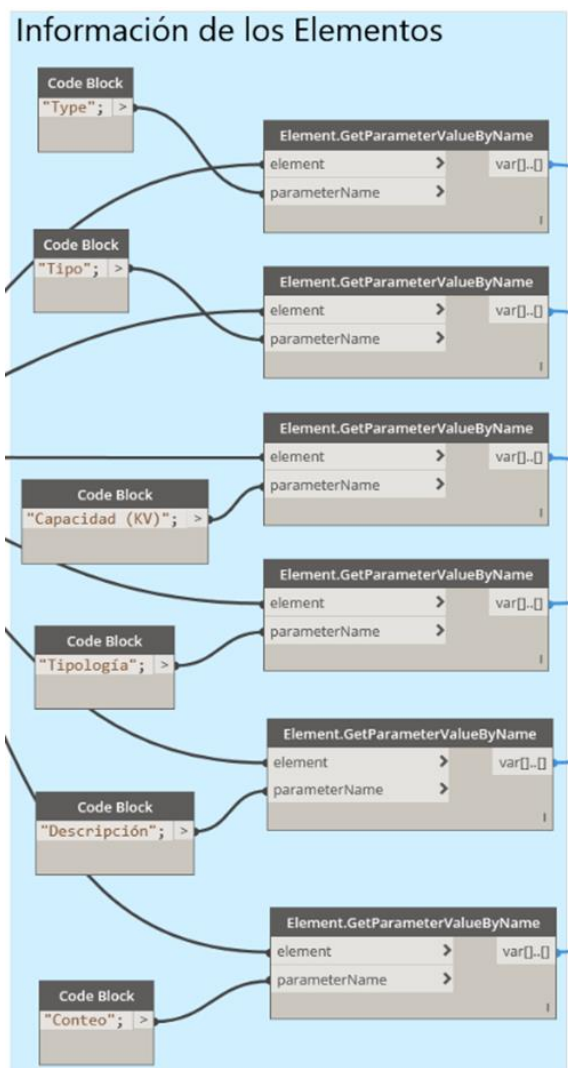 Información de los Elementos
Code Block
"Type"; >
Element.GetParameterValueByName
element > var[]..[]
parameterName >
Code Block
"Tipo"; >
Element.GetParameterValueByName
element > var[]..[]
parameterName >
Element.GetParameterValueByName
element > var[]..[]
parameterName >
Code Block
"Capacidad (KV)"; >
Element.GetParameterValueByName
element > var[]..[]
parameterName >
Code Block
"Tipología"; >
Element.GetParameterValueByName
element > var[]..[]
parameterName >
Code Block
"Descripción"; >
Element.GetParameterValueByName
element > var[]..[]
parameterName >
Code Block
"Conteo"; >